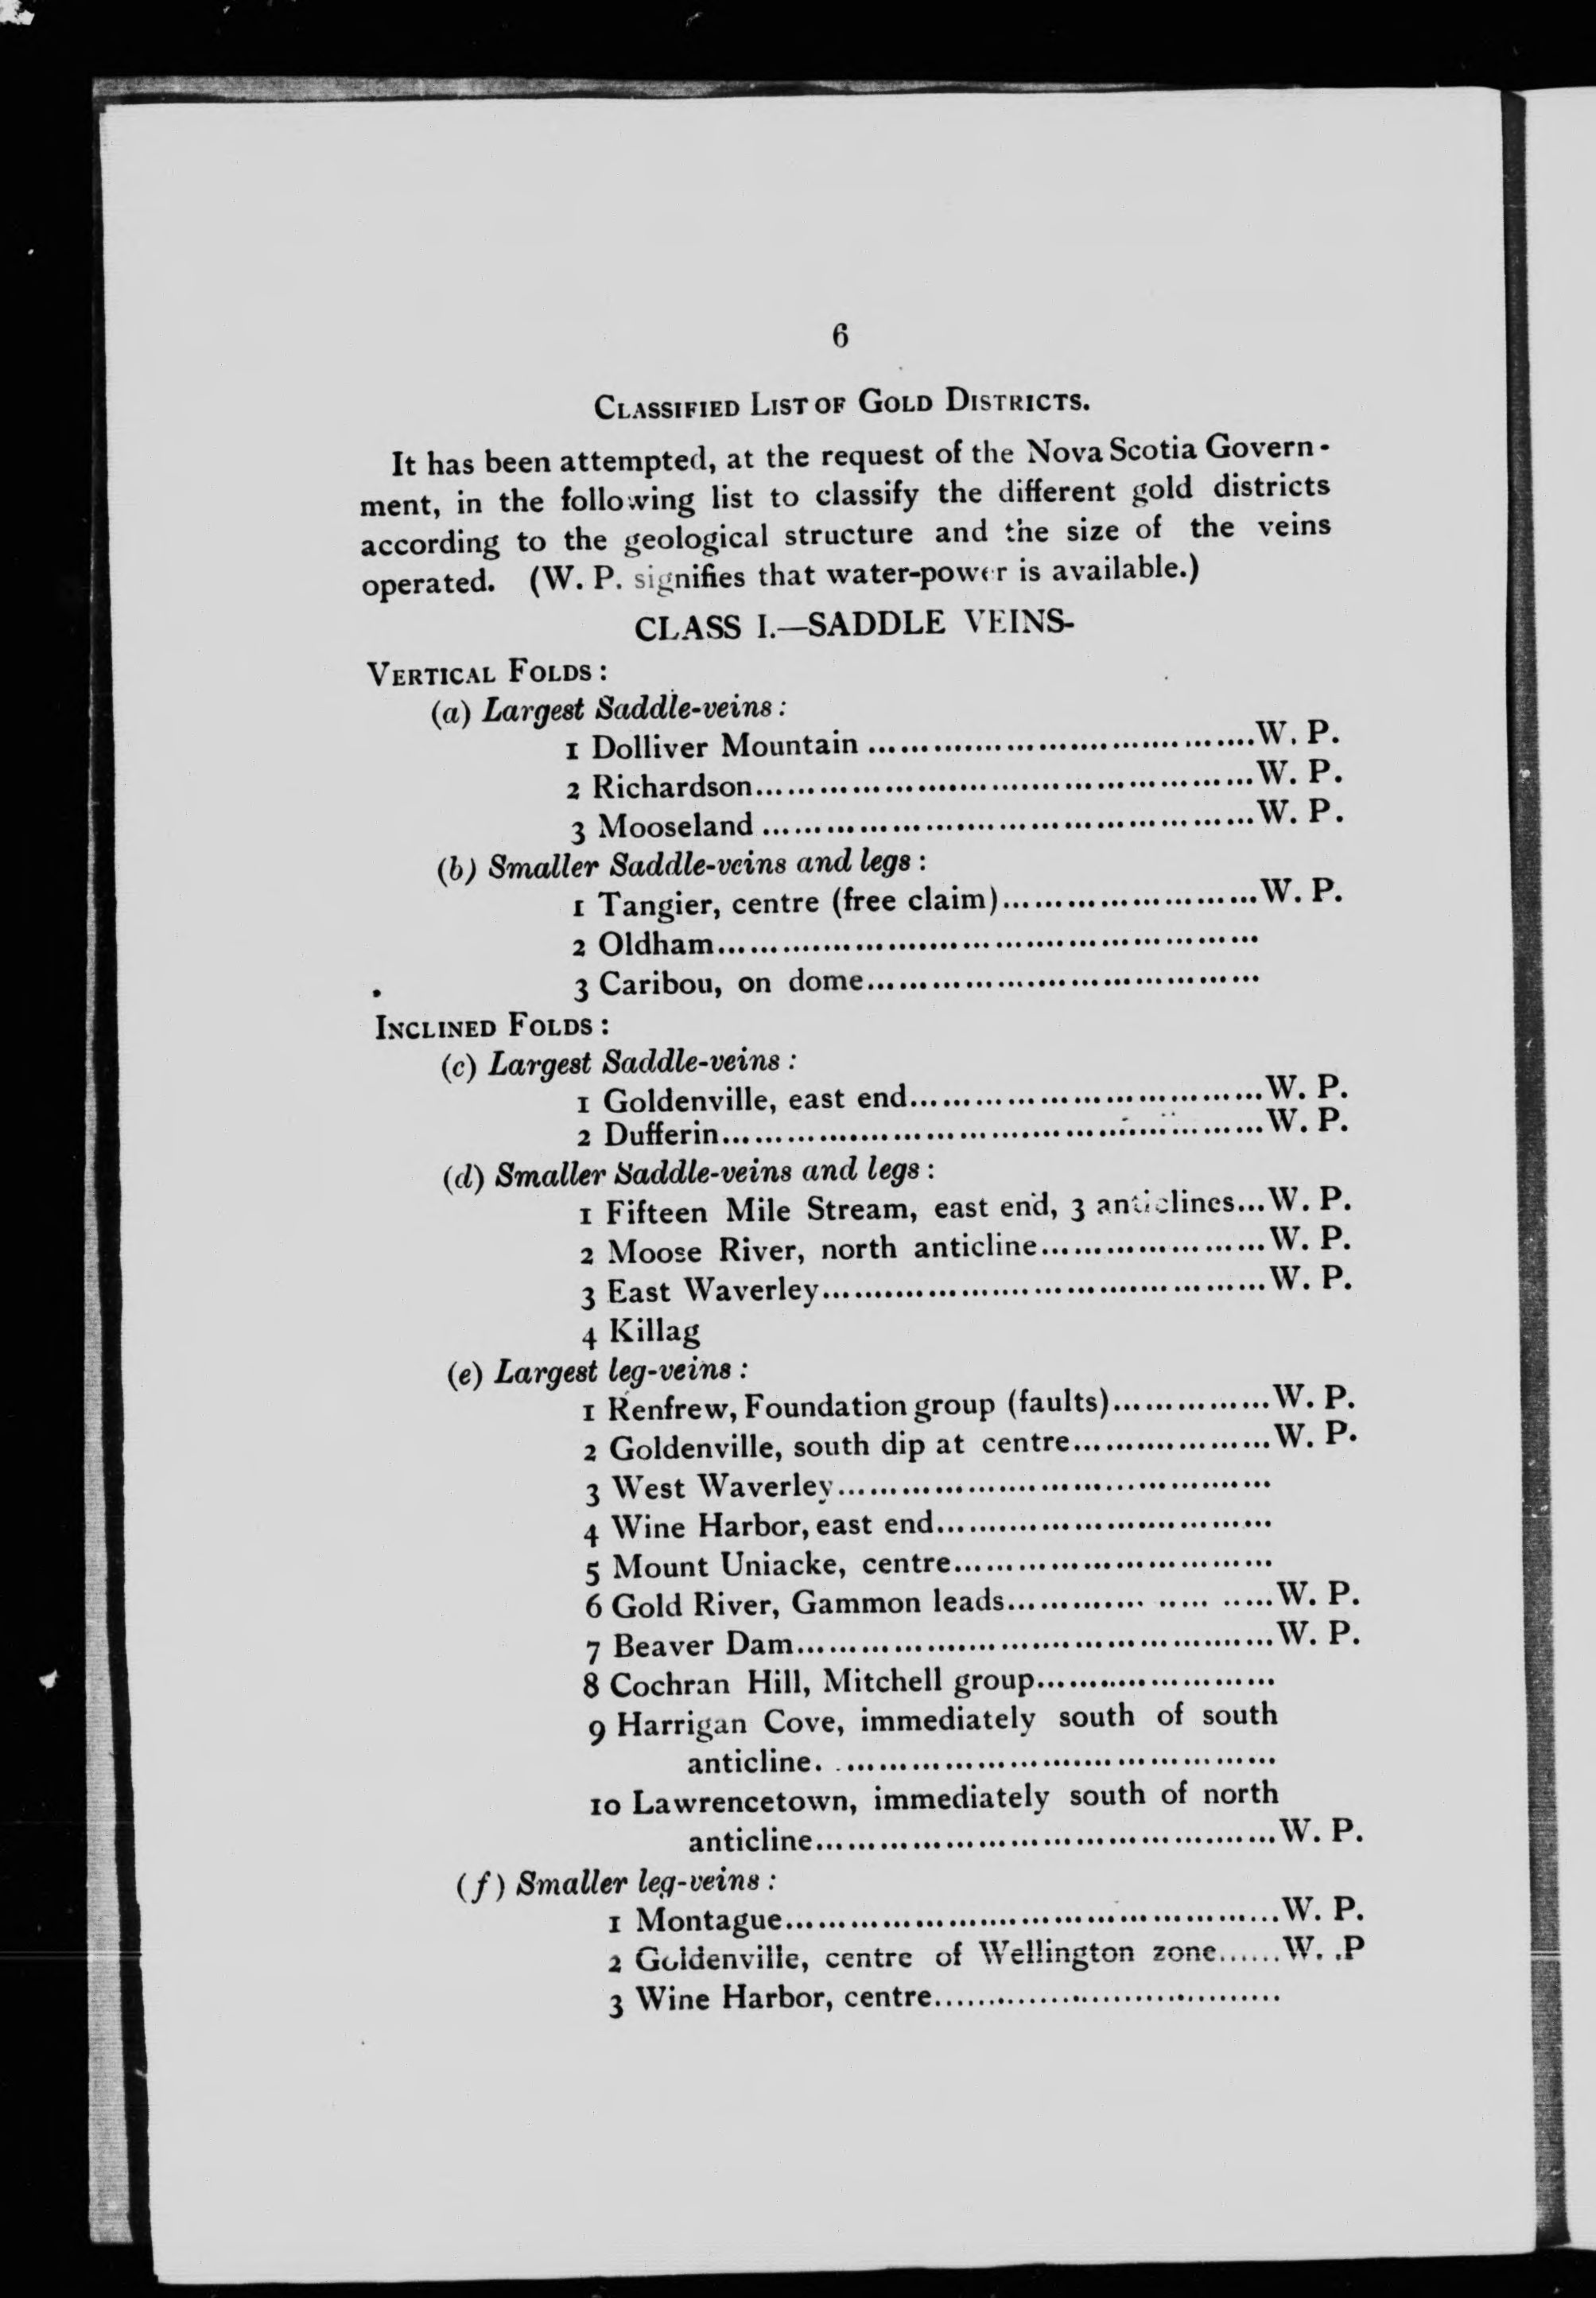 6
CLASSIFIED LIST OF GOLD DISTRICTS.
It has been attempted, at the request of the Nova Scotia Govern-
ment, in the following list to classify the different gold districts
according to the geological structure and the size of the veins
operated. (W. P. signifies that water-power is available.)
CLASS I.—SADDLE VEINS-
VERTICAL FOLDS :
(a) Largest Saddle-veins :
1 Dolliver Mountain ........................................W. P.
2 Richardson..................................................W. P.
3 Mooseland ..................................................W. P.
(b) Smaller Saddle-veins and legs :
1 Tangier, centre (free claim)..........................W. P.
2 Oldham......................................................
3 Caribou, on dome........................................
INCLINED FOLDS :
(c) Largest Saddle-veins :
1 Goldenville, east end....................................W. P.
2 Dufferin.......................................................W. P.
(d) Smaller Saddle-veins and legs :
1 Fifteen Mile Stream, east end, 3 anticlines...W. P.
2 Moose River, north anticline.......................W. P.
3 East Waverley.............................................W. P.
4 Killag
(e) Largest leg-veins :
1 Renfrew, Foundation group (faults)................W. P.
2 Goldenville, south dip at centre....................W. P.
3 West Waverley............................................
4 Wine Harbor, east end..................................
5 Mount Uniacke, centre................................
6 Gold River, Gammon leads............. ..... .....W. P.
7 Beaver Dam................................................W. P.
8 Cochran Hill, Mitchell group........................
9 Harrigan Cove, immediately south of south
anticline. ............................................
10 Lawrencetown, immediately south of north
anticline...............................................W. P.
(f) Smaller leg-veins :
1 Montague..................................................W. P.
2 Goldenville, centre of Wellington zone......W. .P
3 Wine Harbor, centre...................................